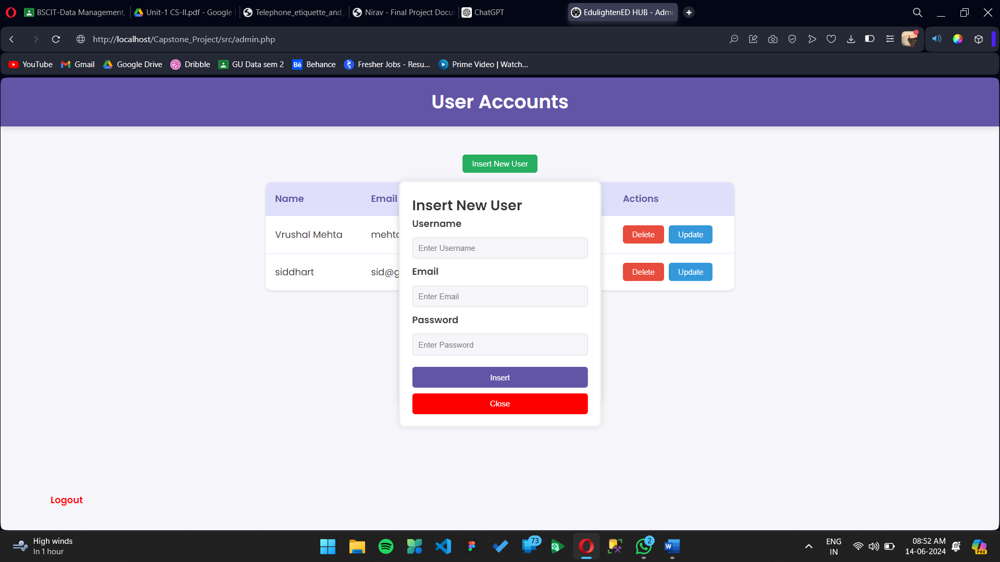 BSCIT-Data Management,
Unit-1 CS-II.pdf - Google
Telephone_etiquette_and_
Nirav - Final Project Docu
ChatGPT
EdulightenED HUB - Admi
http://localhost/Capstone_Project/src/admin.php
YouTube
Gmail
Google Drive
Dribble
GU Data sem 2
Bē Behance
Fresher Jobs - Resu...
Prime Video | Watch...
User Accounts
Insert New User
Name Email Actions
Vrushal Mehta mehta Delete Update
siddhart sid@g Delete Update
Insert New User
Username
Enter Username
Email
Enter Email
Password
Enter Password
Insert
Close
Logout
High winds
In 1 hour
73
2
W
ENG
IN
08:52 AM
14-06-2024
PRE